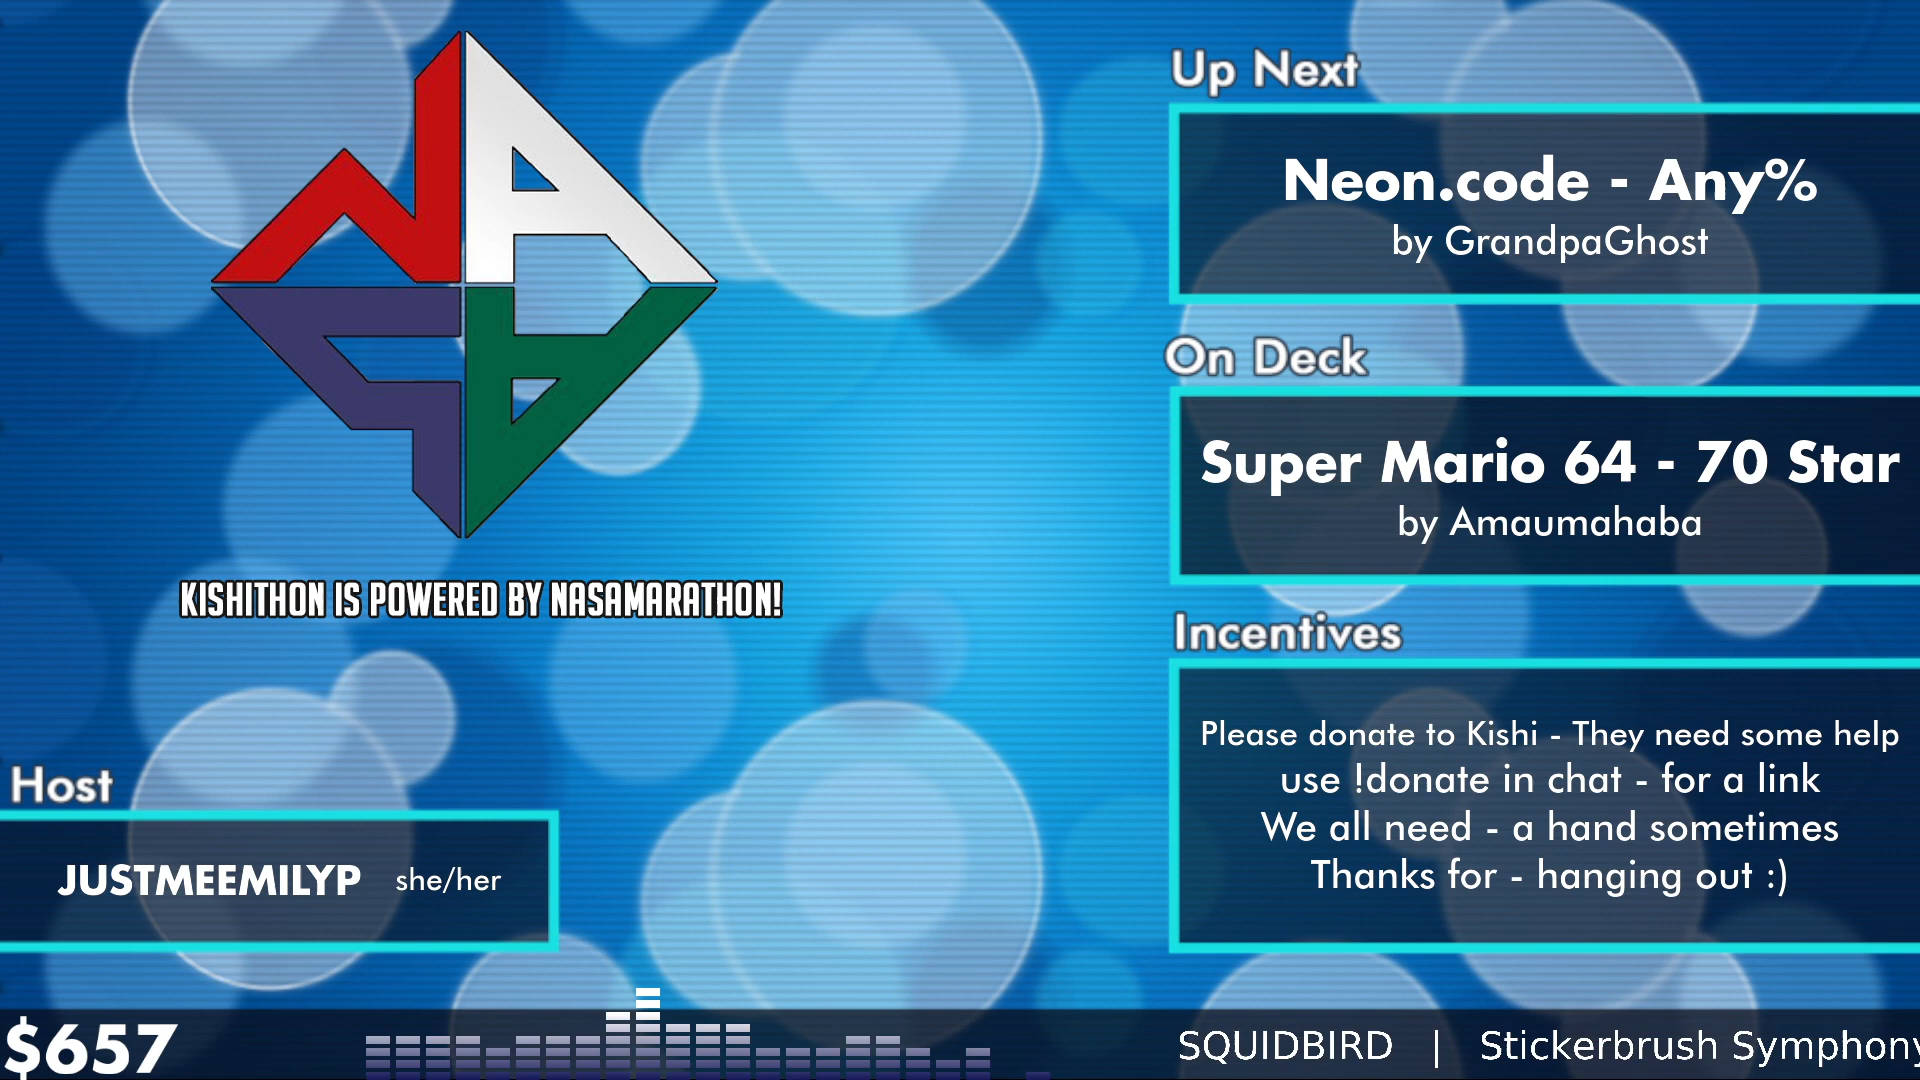 NASA
KISHITHON IS POWERED BY NASAMARATHON!
Host
JUSTMEEMILYP she/her
Up Next
Neon.code - Any%
by GrandpaGhost
On Deck
Super Mario 64 - 70 Star
by Amaumahaba
Incentives
Please donate to Kishi - They need some help
use !donate in chat - for a link
We all need - a hand sometimes
Thanks for - hanging out :)
$657
SQUIDBIRD | Stickerbrush Symphony